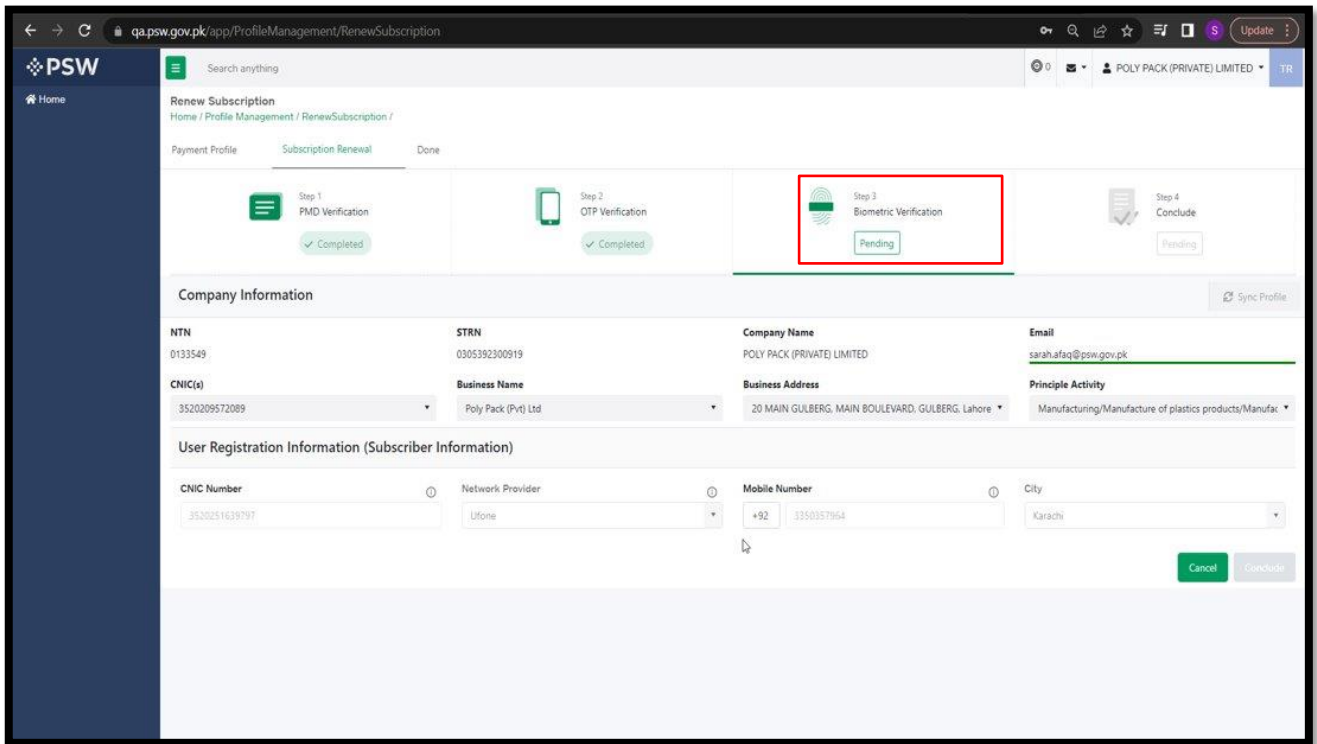 qa.psw.gov.pk/app/ProfileManagement/RenewSubscription
S
Update
PSW
Search anything
0
POLY PACK (PRIVATE) LIMITED
TR
Home
Renew Subscription
Home / Profile Management / RenewSubscription /
Payment Profile
Subscription Renewal
Done
Step 1
PMD Verification
Completed
Step 2
OTP Verification
Completed
Step 3
Biometric Verification
Pending
Step 4
Conclude
Pending
Company Information
Sync Profile
NTN
STRN
Company Name
Email
0133549
0305392300919
POLY PACK (PRIVATE) LIMITED
sarah.afaq@psw.gov.pk
CNIC(s)
Business Name
Business Address
Principle Activity
3520209572089
Poly Pack (Pvt) Ltd
20 MAIN GULBERG, MAIN BOULEVARD, GULBERG, Lahore
Manufacturing/Manufacture of plastics products/Manufac
User Registration Information (Subscriber Information)
CNIC Number
Network Provider
Mobile Number
City
3520251639797
Ufone
+92
3350357964
Karachi
Cancel
Conclude